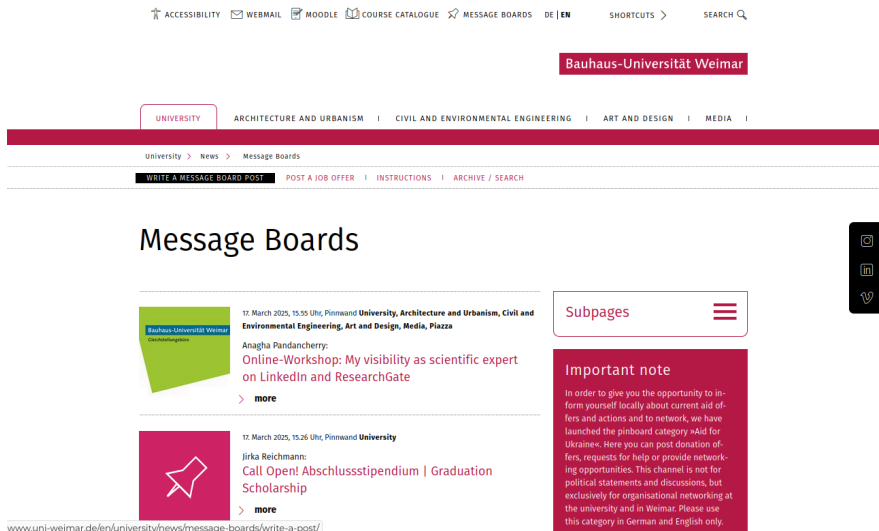 ACCESSIBILITY WEBMAIL MOODLE COURSE CATALOGUE MESSAGE BOARDS DE | EN SHORTCUTS SEARCH
Bauhaus-Universität Weimar
UNIVERSITY ARCHITECTURE AND URBANISM | CIVIL AND ENVIRONMENTAL ENGINEERING | ART AND DESIGN | MEDIA |
University > News > Message Boards
WRITE A MESSAGE BOARD POST POST A JOB OFFER | INSTRUCTIONS | ARCHIVE / SEARCH
Message Boards
Bauhaus-Universität Weimar
Gleichstellungsbüro
17. March 2025, 15.55 Uhr, Pinnwand University, Architecture and Urbanism, Civil and
Environmental Engineering, Art and Design, Media, Piazza
Anagha Pandancherry:
Online-Workshop: My visibility as scientific expert
on LinkedIn and ResearchGate
> more
17. March 2025, 15.26 Uhr, Pinnwand University
Jirka Reichmann:
Call Open! Abschlussstipendium | Graduation
Scholarship
> more
Subpages
Important note
In order to give you the opportunity to in-
form yourself locally about current aid of-
fers and actions and to network, we have
launched the pinboard category »Aid for
Ukraine«. Here you can post donation of-
fers, requests for help or provide network-
ing opportunities. This channel is not for
political statements and discussions, but
exclusively for organisational networking at
the university and in Weimar. Please use
this category in German and English only.
www.uni-weimar.de/en/university/news/message-boards/write-a-post/